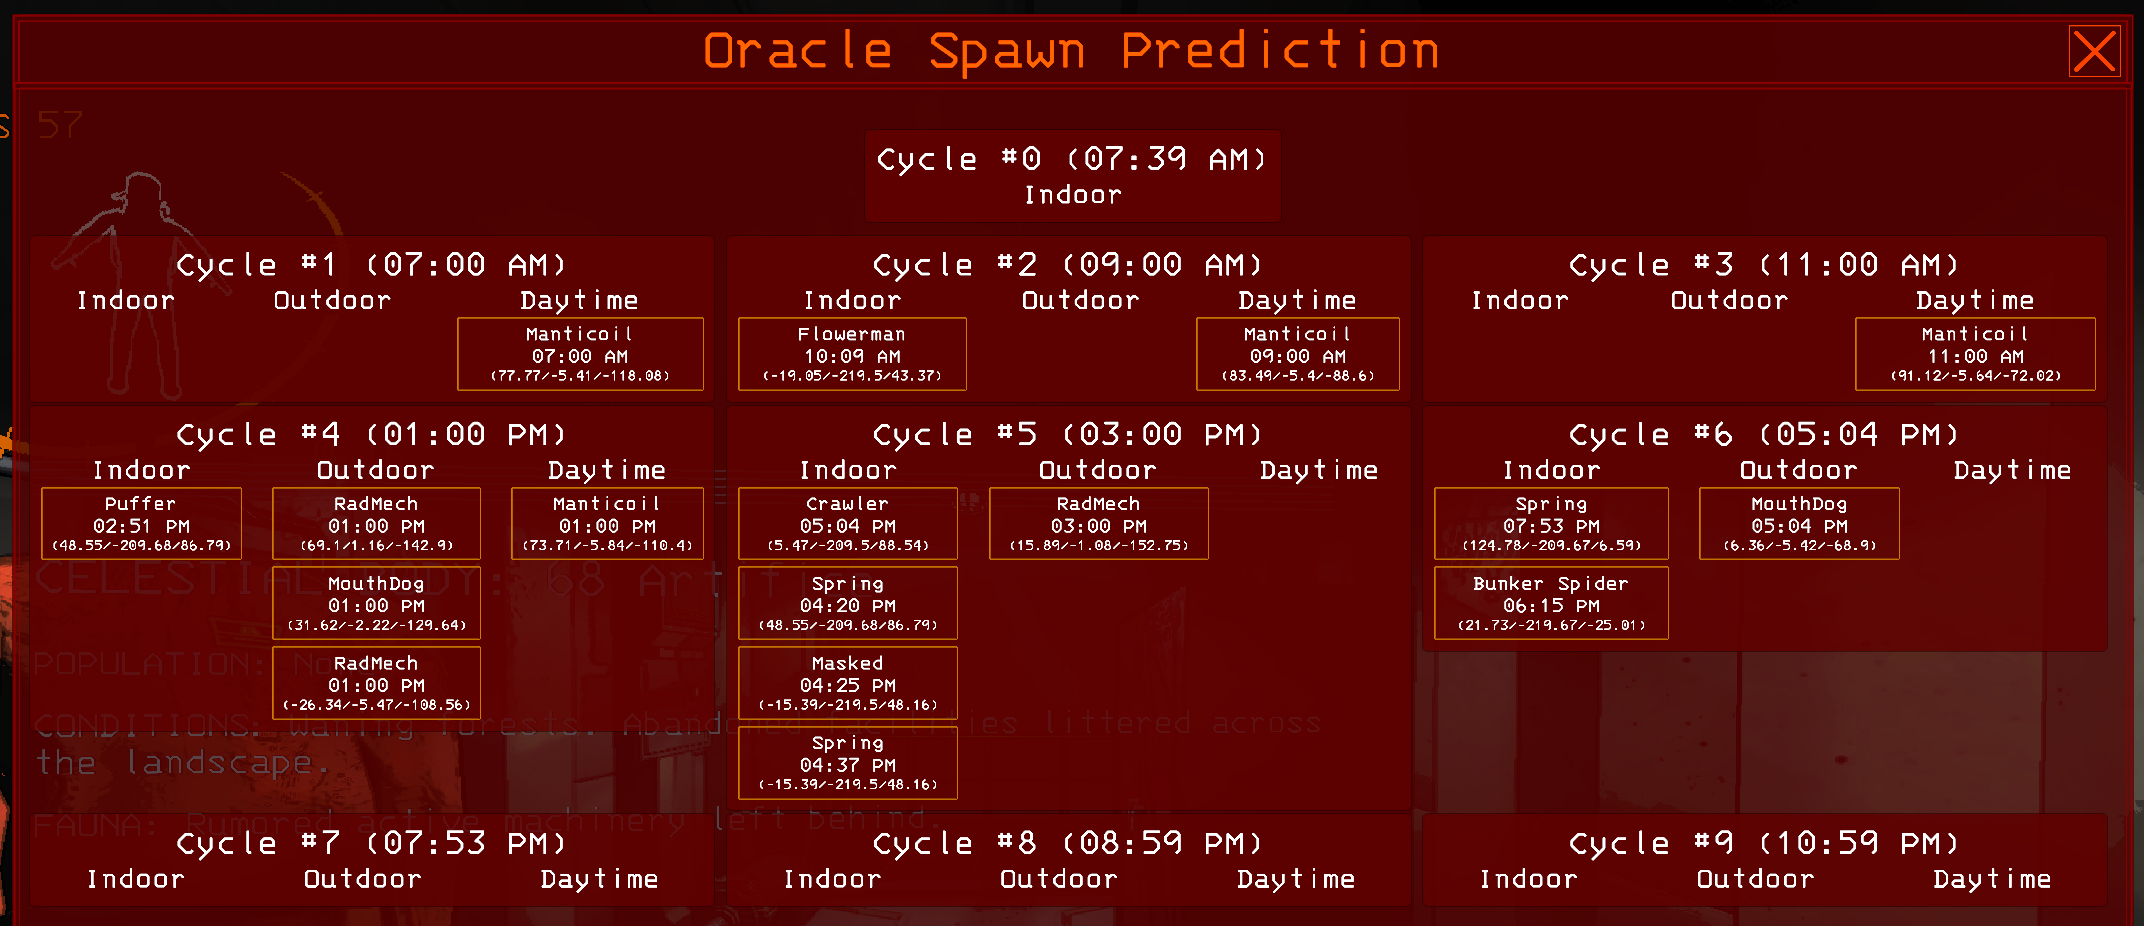 Oracle Spawn Prediction
S 57
Cycle #0 (07:39 AM)
Indoor
Cycle #1 (07:00 AM)
Indoor Outdoor Daytime
Manticoil
07:00 AM
(77.77/-5.41/-118.08)
Cycle #2 (09:00 AM)
Indoor Outdoor Daytime
Flowerman
10:09 AM
(-19.05/-219.5/43.37)
Manticoil
09:00 AM
(83.49/-5.4/-88.6)
Cycle #3 (11:00 AM)
Indoor Outdoor Daytime
Manticoil
11:00 AM
(91.12/-5.64/-72.02)
Cycle #4 (01:00 PM)
Indoor Outdoor Daytime
Puffer
02:51 PM
(48.55/-209.68/86.79)
RadMech
01:00 PM
(69.1/1.16/-142.9)
MouthDog
01:00 PM
(31.62/-2.22/-129.64)
RadMech
01:00 PM
(-26.34/-5.47/-108.56)
Manticoil
01:00 PM
(73.71/-5.84/-110.4)
Cycle #5 (03:00 PM)
Indoor Outdoor Daytime
Crawler
05:04 PM
(5.47/-209.5/88.54)
Spring
04:20 PM
(48.55/-209.68/86.79)
Masked
04:25 PM
(-15.39/-219.5/48.16)
Spring
04:37 PM
(-15.39/-219.5/48.16)
RadMech
03:00 PM
(15.89/-1.08/-152.75)
Cycle #6 (05:04 PM)
Indoor Outdoor Daytime
Spring
07:53 PM
(124.78/-209.67/6.59)
Bunker Spider
06:15 PM
(21.73/-219.67/-25.01)
MouthDog
05:04 PM
(6.36/-5.42/-68.9)
CELESTIAL BODY: 68 Artif
POPULATION: No
CONDITIONS: Waning forests. Abandoned littered across
the landscape.
FAUNA: Rumored active machinery left behind.
Cycle #7 (07:53 PM)
Indoor Outdoor Daytime
Cycle #8 (08:59 PM)
Indoor Outdoor Daytime
Cycle #9 (10:59 PM)
Indoor Outdoor Daytime